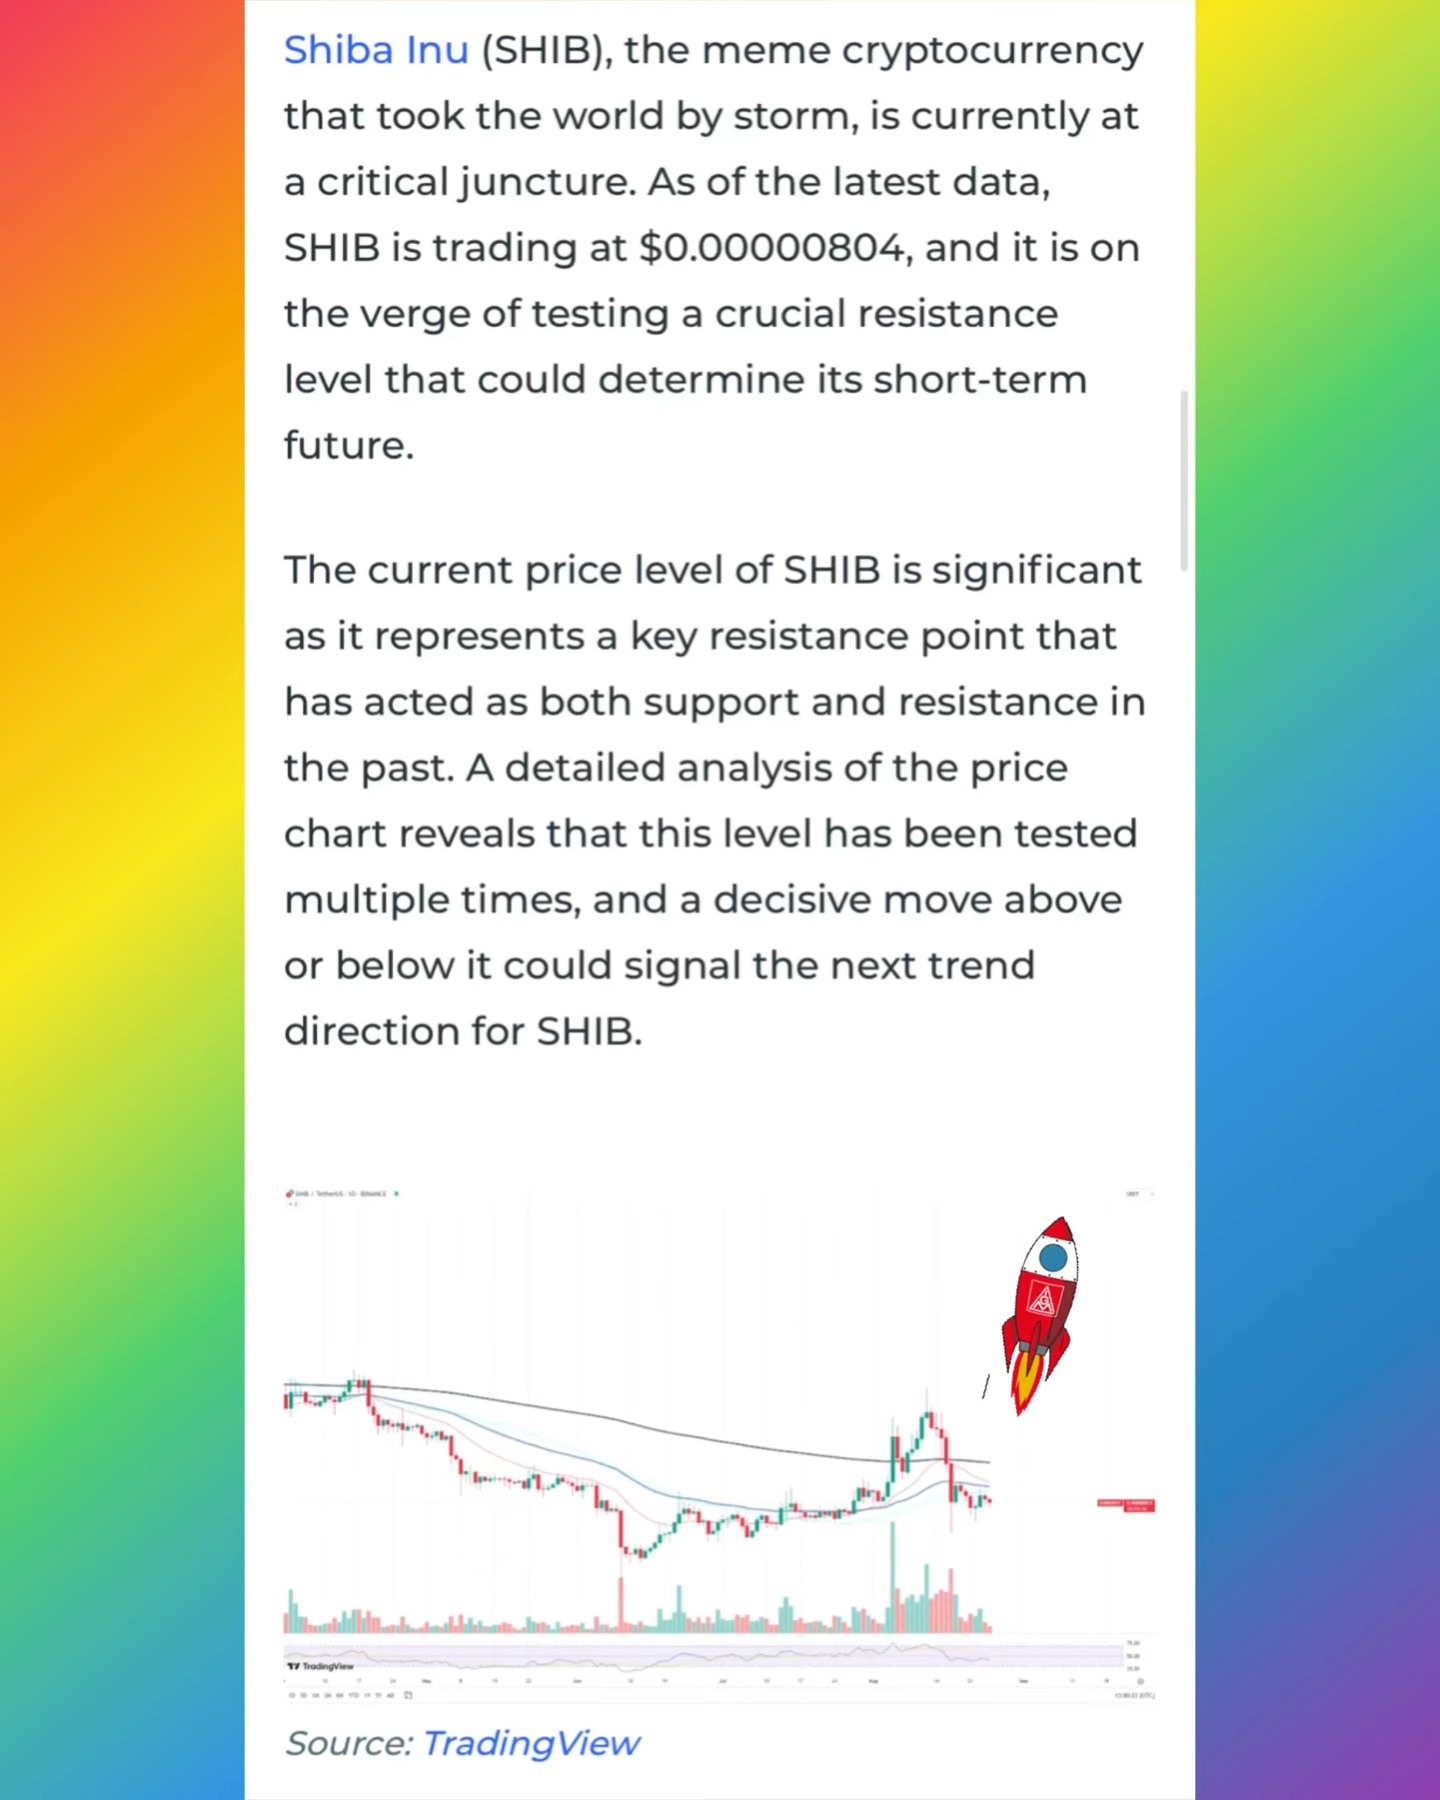 Shiba Inu (SHIB), the meme cryptocurrency
that took the world by storm, is currently at
a critical juncture. As of the latest data,
SHIB is trading at $0.00000804, and it is on
the verge of testing a crucial resistance
level that could determine its short-term
future.
The current price level of SHIB is significant
as it represents a key resistance point that
has acted as both support and resistance in
the past. A detailed analysis of the price
chart reveals that this level has been tested
multiple times, and a decisive move above
or below it could signal the next trend
direction for SHIB.
SHIB / TetherUS · 1D · BINANCE
TradingView
Source: TradingView